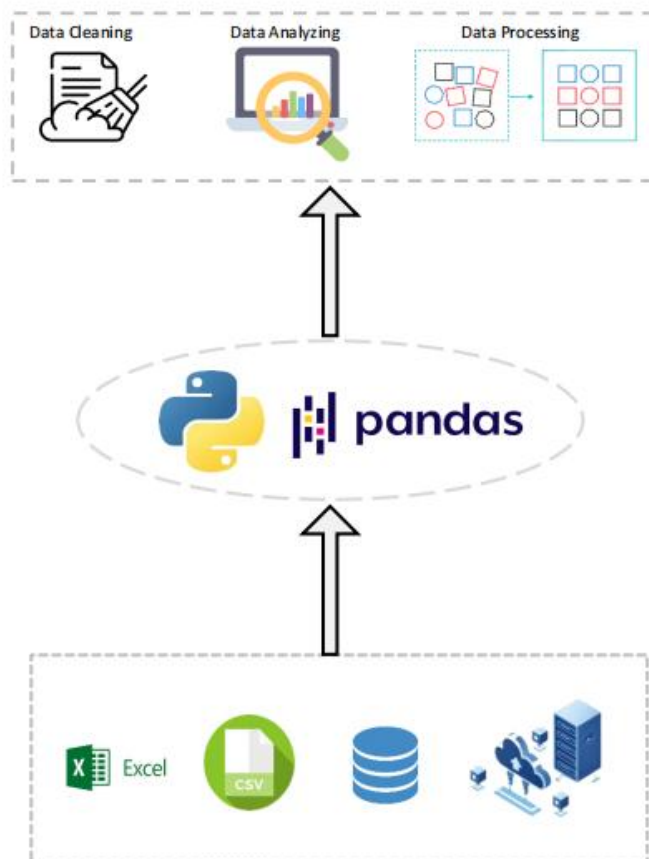 Data Cleaning
Data Analyzing
Data Processing
pandas
X
Excel
CSV